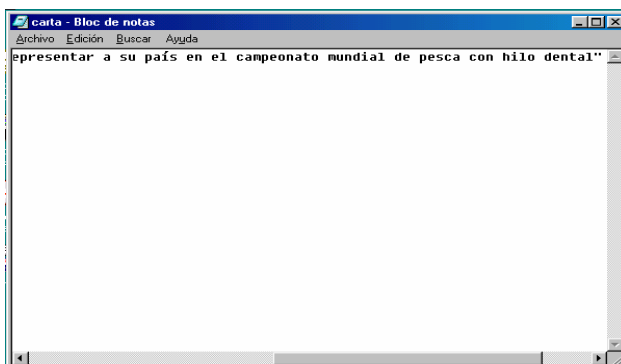 carta - Bloc de notas
Archivo Edición Buscar Ayuda
epresentar a su país en el campeonato mundial de pesca con hilo dental"